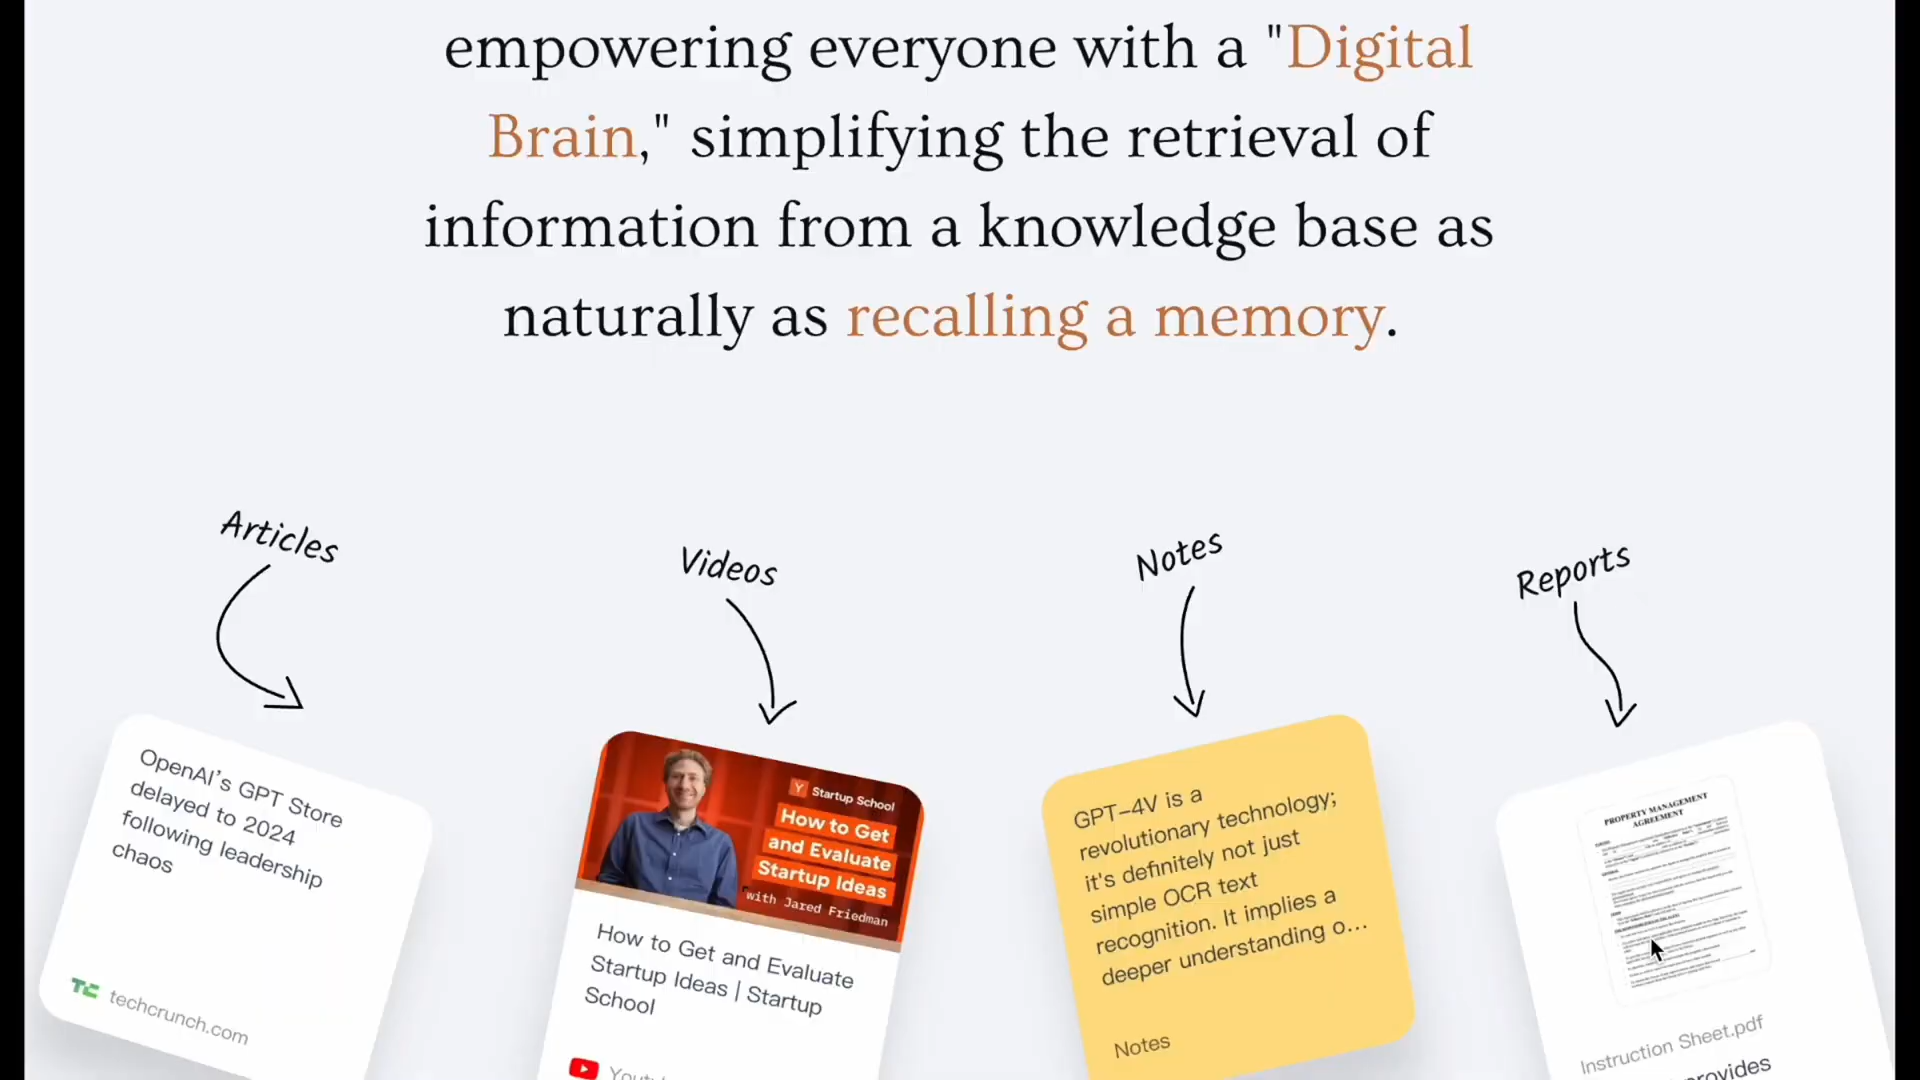 empowering everyone with a "Digital
Brain," simplifying the retrieval of
information from a knowledge base as
naturally as recalling a memory.
Articles
Videos
Notes
Reports
OpenAI's GPT Store
delayed to 2024
following leadership
chaos
TC techcrunch.com
Y Startup School
How to Get
and Evaluate
Startup Ideas
with Jared Friedman
How to Get and Evaluate
Startup Ideas | Startup
School
GPT-4V is a
revolutionary technology;
it's definitely not just
simple OCR text
recognition. It implies a
deeper understanding o...
Notes
PROPERTY MANAGEMENT
AGREEMENT
Instruction Sheet.pdf
provides